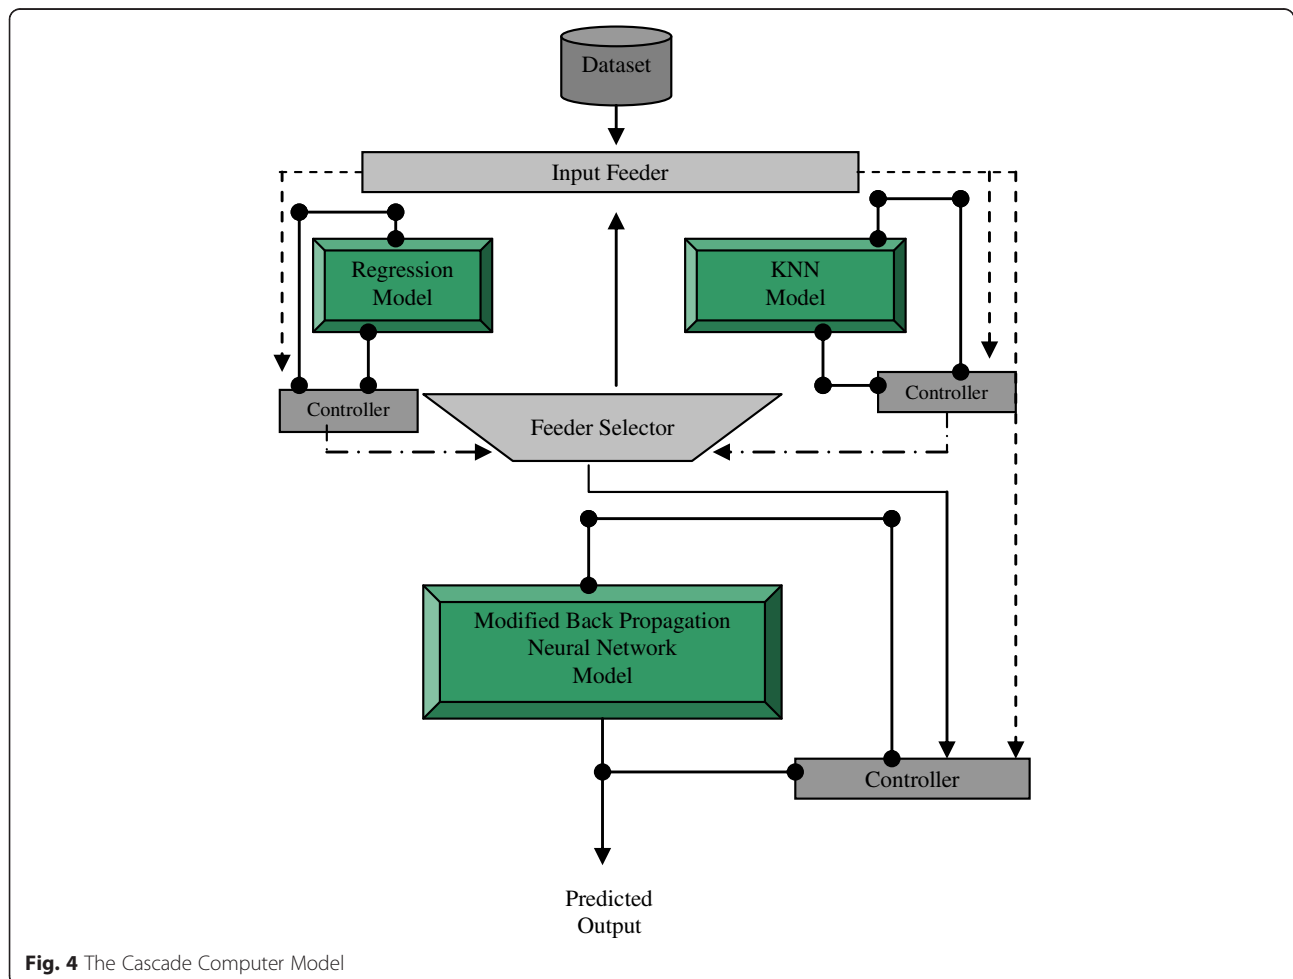 Dataset
Input Feeder
Regression
Model
KNN
Model
Controller
Controller
Feeder Selector
Modified Back Propagation
Neural Network
Model
Controller
Predicted
Output
Fig. 4 The Cascade Computer Model